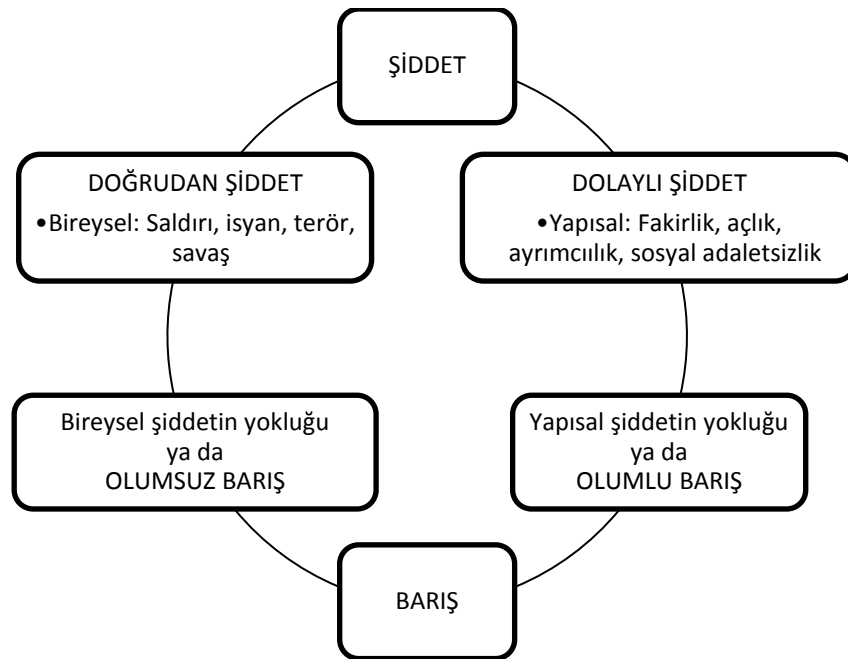 ŞİDDET
DOĞRUDAN ŞİDDET
•Bireysel: Saldırı, isyan, terör,
savaş
DOLAYLI ŞİDDET
•Yapısal: Fakirlik, açlık,
ayrımcıılık, sosyal adaletsizlik
Bireysel şiddetin yokluğu
ya da
OLUMSUZ BARIŞ
Yapısal şiddetin yokluğu
ya da
OLUMLU BARIŞ
BARIŞ